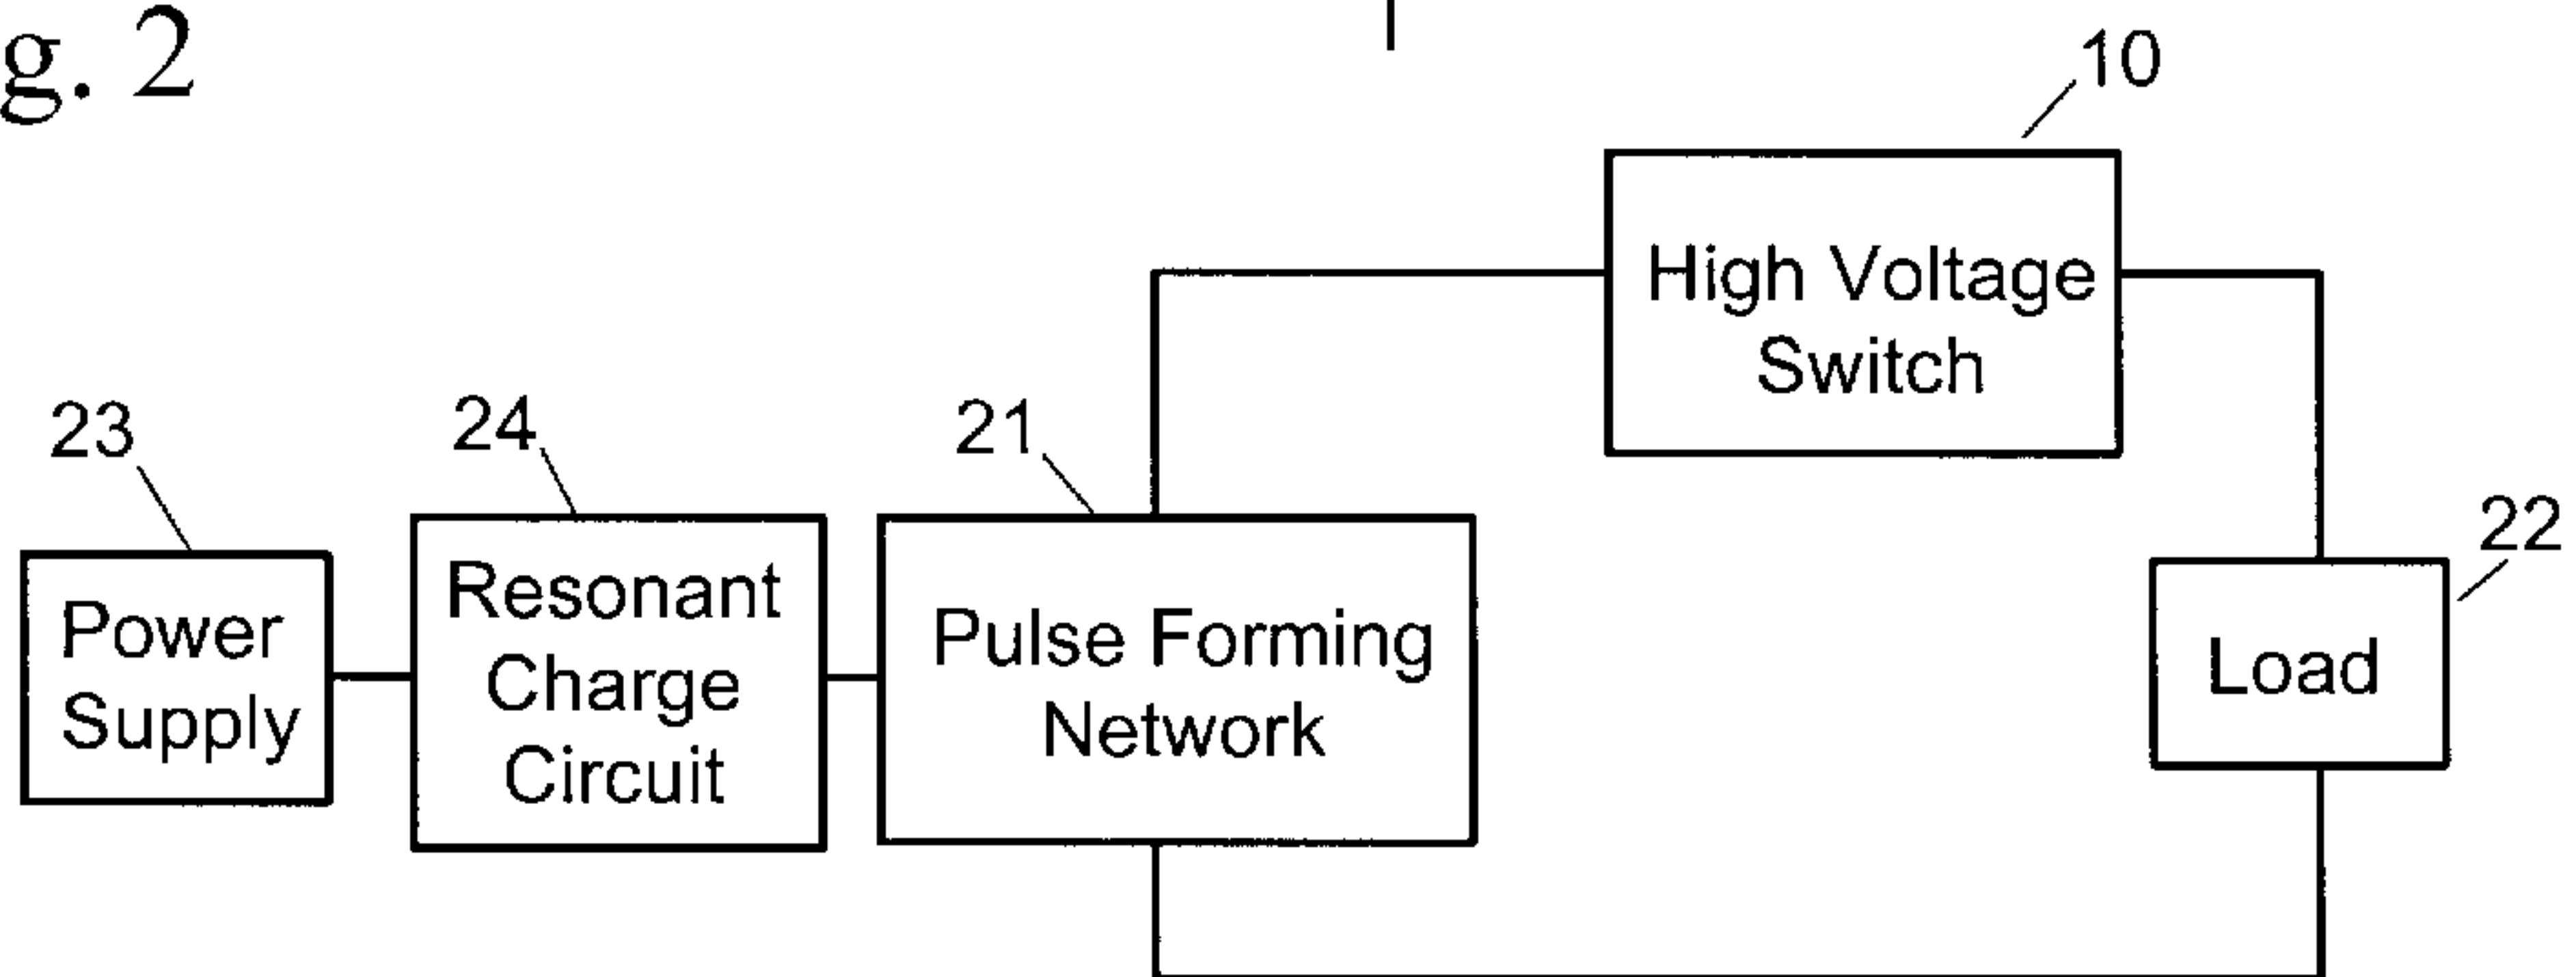 g. 2
10
High Voltage
Switch
23
24
21
22
Power
Supply
Resonant
Charge
Circuit
Pulse Forming
Network
Load